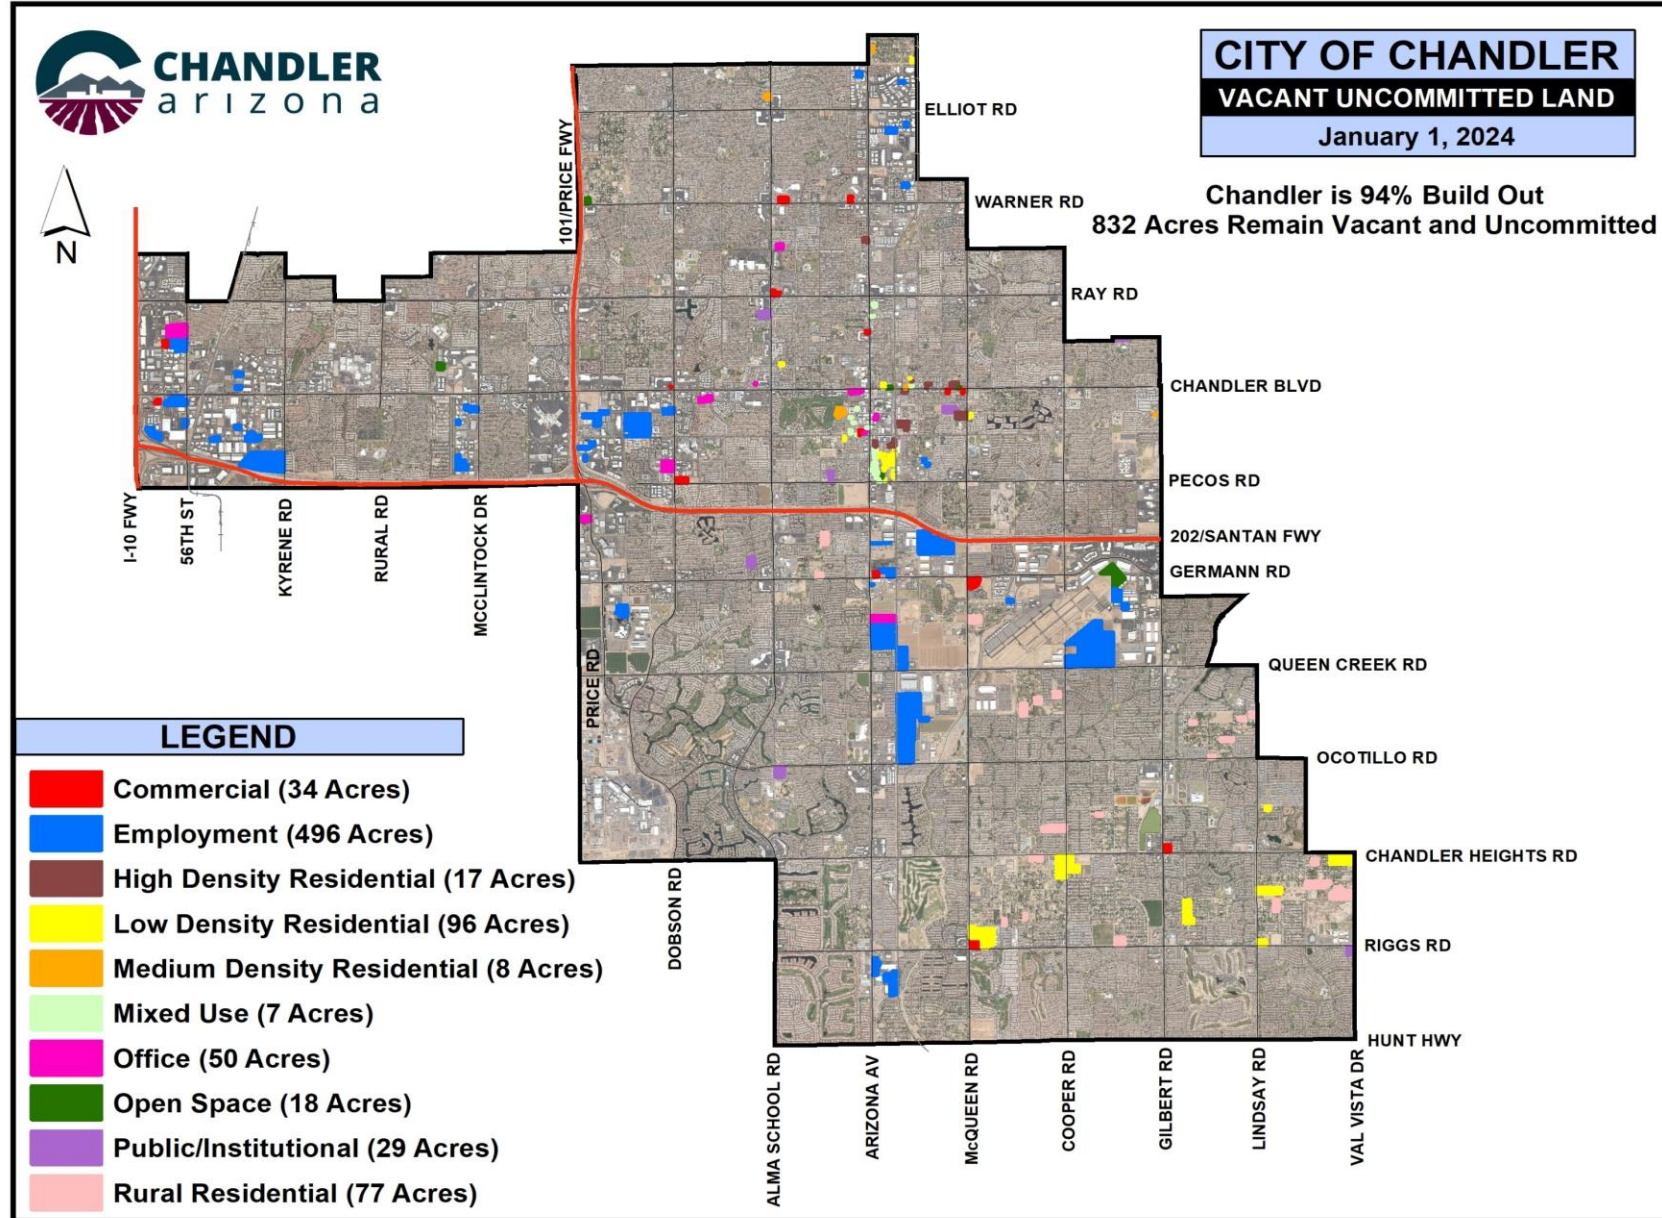 CHANDLER
arizona
N
CITY OF CHANDLER
VACANT UNCOMMITTED LAND
January 1, 2024
Chandler is 94% Build Out
832 Acres Remain Vacant and Uncommitted
101/PRICE FWY
ELLIOT RD
WARNER RD
RAY RD
CHANDLER BLVD
PECOS RD
202/SANTAN FWY
GERMANN RD
QUEEN CREEK RD
OCOTILLO RD
CHANDLER HEIGHTS RD
RIGGS RD
HUNT HWY
I-10 FWY
56TH ST
KYRENE RD
RURAL RD
MCCLINTOCK DR
PRICE RD
DOBSON RD
ALMA SCHOOL RD
ARIZONA AV
McQUEEN RD
COOPER RD
GILBERT RD
LINDSAY RD
VAL VISTA DR
LEGEND
Commercial (34 Acres)
Employment (496 Acres)
High Density Residential (17 Acres)
Low Density Residential (96 Acres)
Medium Density Residential (8 Acres)
Mixed Use (7 Acres)
Office (50 Acres)
Open Space (18 Acres)
Public/Institutional (29 Acres)
Rural Residential (77 Acres)